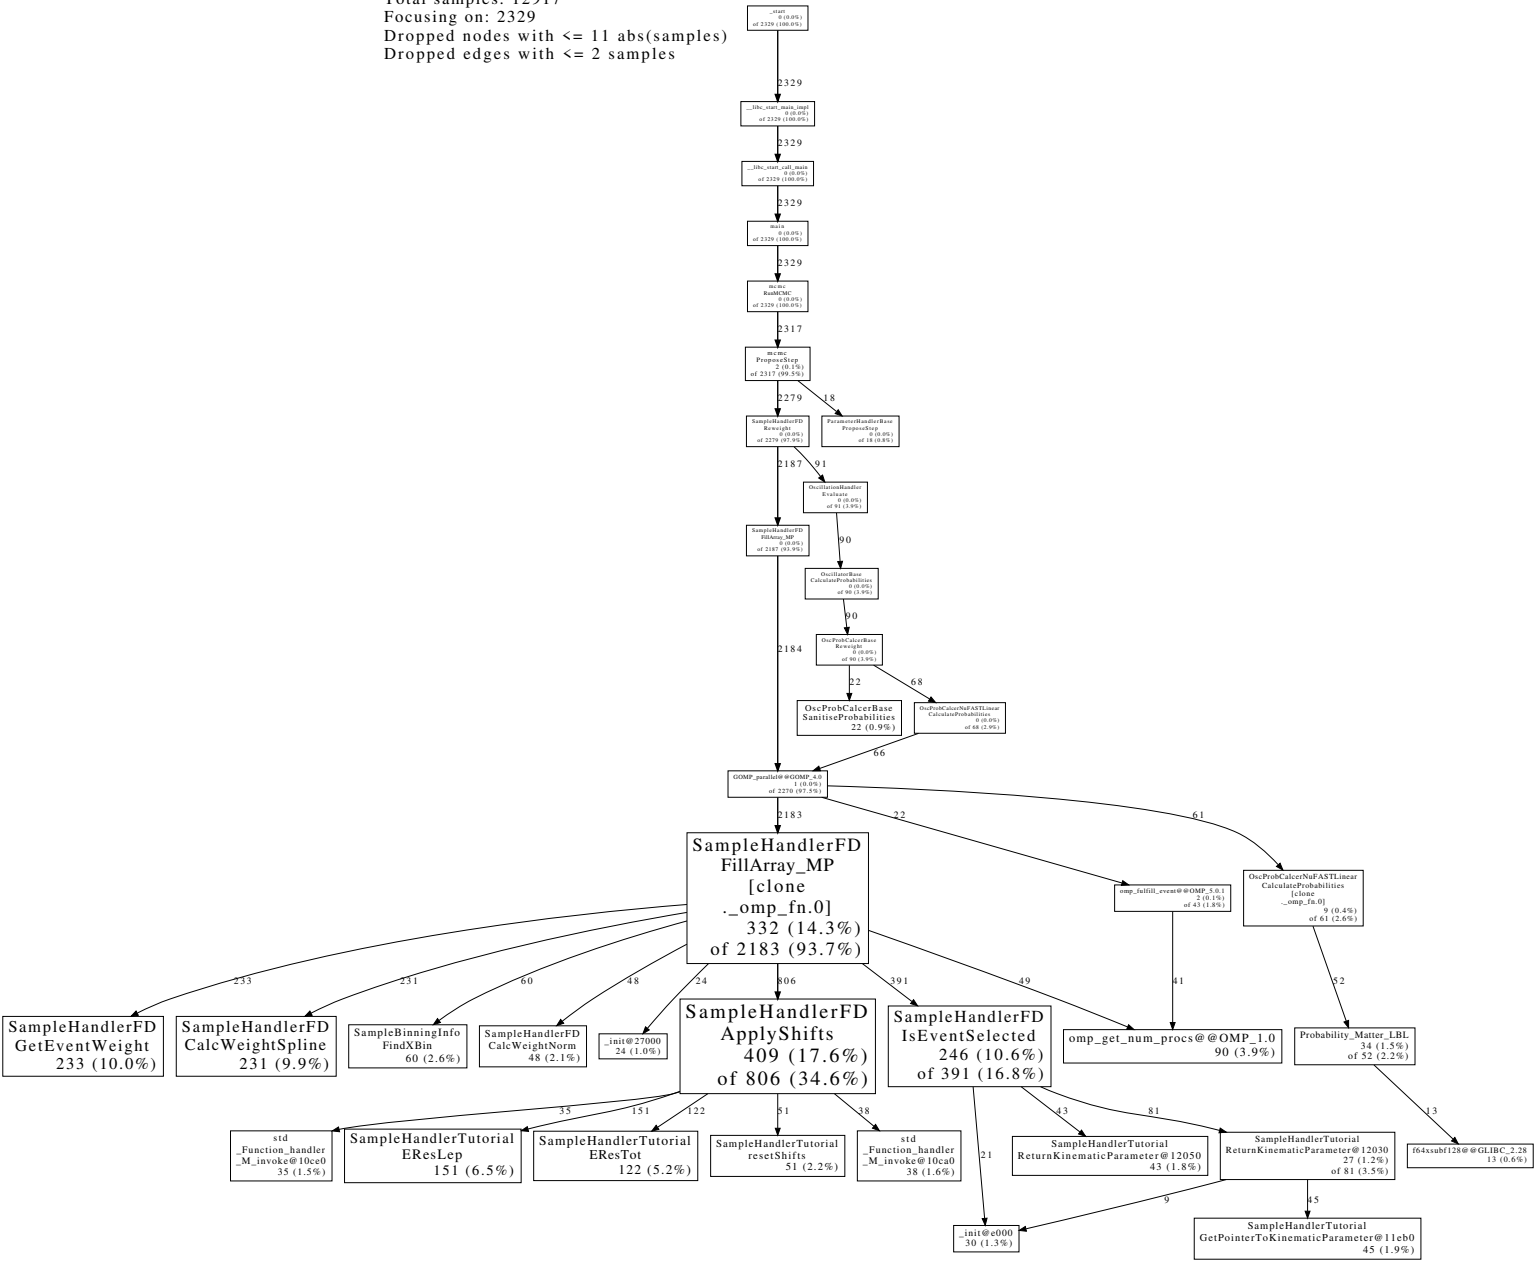 Total samples: 12917
Focusing on: 2329
Dropped nodes with <= 11 abs(samples)
Dropped edges with <= 2 samples
_start
0 (0.0%)
of 2329 (100.0%)
2329
__libc_start_main_impl
0 (0.0%)
of 2329 (100.0%)
2329
__libc_start_call_main
0 (0.0%)
of 2329 (100.0%)
2329
main
0 (0.0%)
of 2329 (100.0%)
2329
mcmc
RunMCMC
0 (0.0%)
of 2329 (100.0%)
2317
mcmc
ProposeStep
2 (0.1%)
of 2317 (99.5%)
2279
18
SampleHandlerFD
Reweight
0 (0.0%)
of 2279 (97.9%)
ParameterHandlerBase
ProposeStep
0 (0.0%)
of 18 (0.8%)
2187
91
OscillationHandler
Evaluate
0 (0.0%)
of 91 (3.9%)
SampleHandlerFD
FillArray_MP
0 (0.0%)
of 2187 (93.9%)
90
OscillatorBase
CalculateProbabilities
0 (0.0%)
of 90 (3.9%)
90
OscProbCalcerBase
Reweight
0 (0.0%)
of 90 (3.9%)
2184
22
68
OscProbCalcerBase
SanitiseProbabilities
22 (0.9%)
OscProbCalcerNuFASTLinear
CalculateProbabilities
0 (0.0%)
of 68 (2.9%)
66
GOMP_parallel@@GOMP_4.0
1 (0.0%)
of 2270 (97.5%)
2183
22
61
SampleHandlerFD
FillArray_MP
[clone
._omp_fn.0]
332 (14.3%)
of 2183 (93.7%)
omp_fulfill_event@@OMP_5.0.1
2 (0.1%)
of 43 (1.8%)
OscProbCalcerNuFASTLinear
CalculateProbabilities
[clone
._omp_fn.0]
9 (0.4%)
of 61 (2.6%)
233
231
60
48
24
806
391
49
41
52
SampleHandlerFD
GetEventWeight
233 (10.0%)
SampleHandlerFD
CalcWeightSpline
231 (9.9%)
SampleBinningInfo
FindXBin
60 (2.6%)
SampleHandlerFD
CalcWeightNorm
48 (2.1%)
_init@27000
24 (1.0%)
SampleHandlerFD
ApplyShifts
409 (17.6%)
of 806 (34.6%)
SampleHandlerFD
IsEventSelected
246 (10.6%)
of 391 (16.8%)
omp_get_num_procs@@OMP_1.0
90 (3.9%)
Probability_Matter_LBL
34 (1.5%)
of 52 (2.2%)
35
151
122
51
38
21
43
81
13
std
_Function_handler
_M_invoke@10ce0
35 (1.5%)
SampleHandlerTutorial
EResLep
151 (6.5%)
SampleHandlerTutorial
EResTot
122 (5.2%)
SampleHandlerTutorial
resetShifts
51 (2.2%)
std
_Function_handler
_M_invoke@10ca0
38 (1.6%)
SampleHandlerTutorial
ReturnKinematicParameter@12050
43 (1.8%)
SampleHandlerTutorial
ReturnKinematicParameter@12030
27 (1.2%)
of 81 (3.5%)
f64xsubf128@@GLIBC_2.28
13 (0.6%)
9
45
_init@e000
30 (1.3%)
SampleHandlerTutorial
GetPointerToKinematicParameter@11eb0
45 (1.9%)